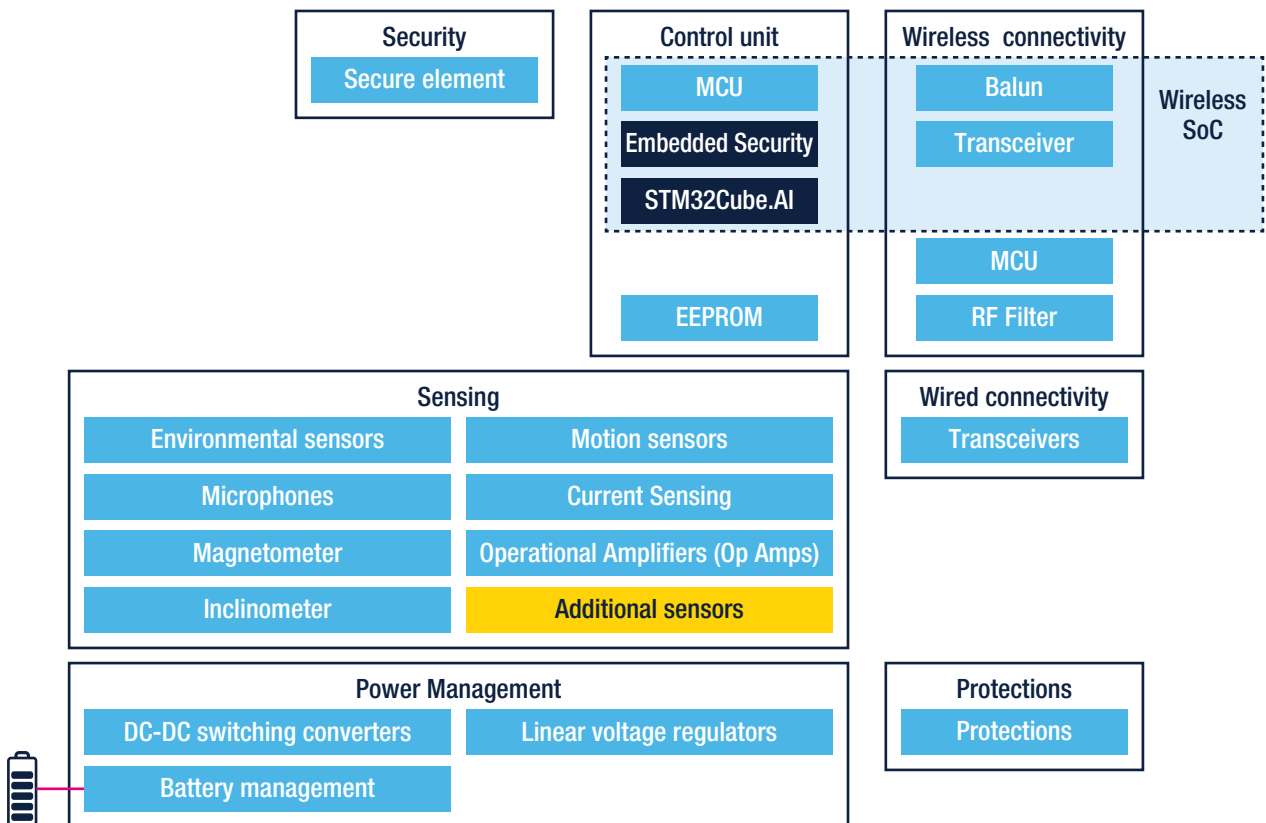 Security
Secure element
Control unit
MCU
Embedded Security
STM32Cube.AI
EEPROM
Wireless connectivity
Balun
Transceiver
MCU
RF Filter
Wireless
SoC
Sensing
Environmental sensors
Motion sensors
Microphones
Current Sensing
Magnetometer
Operational Amplifiers (Op Amps)
Inclinometer
Additional sensors
Wired connectivity
Transceivers
Power Management
DC-DC switching converters
Linear voltage regulators
Battery management
Protections
Protections